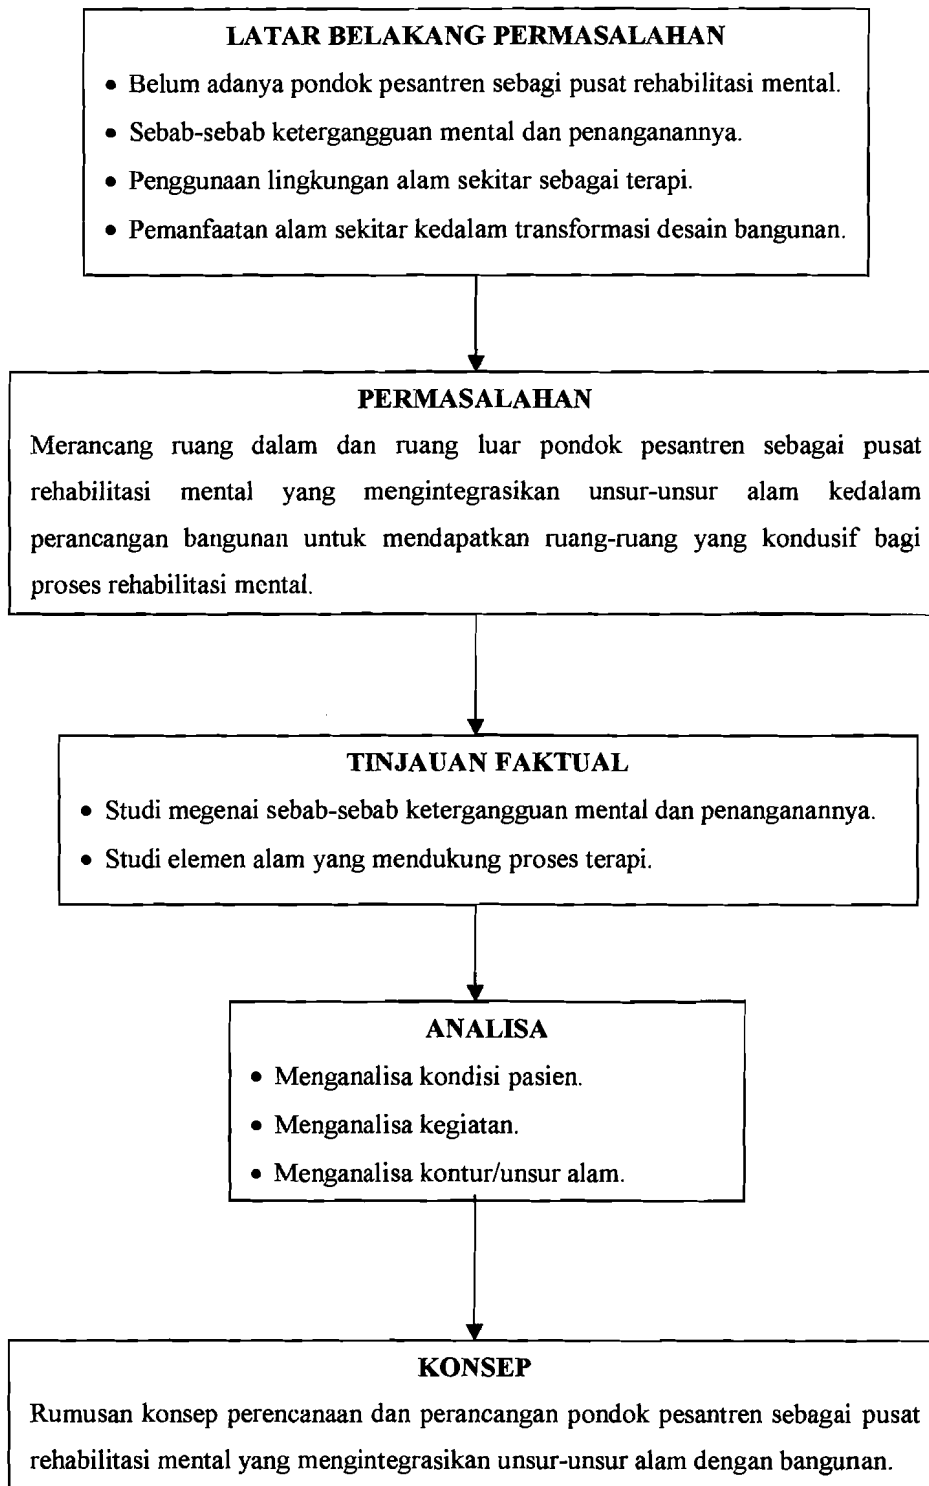 LATAR BELAKANG PERMASALAHAN
• Belum adanya pondok pesantren sebagi pusat rehabilitasi mental.
• Sebab-sebab ketergangguan mental dan penanganannya.
• Penggunaan lingkungan alam sekitar sebagai terapi.
• Pemanfaatan alam sekitar kedalam transformasi desain bangunan.
PERMASALAHAN
Merancang ruang dalam dan ruang luar pondok pesantren sebagai pusat
rehabilitasi mental yang mengintegrasikan unsur-unsur alam kedalam
perancangan bangunan untuk mendapatkan ruang-ruang yang kondusif bagi
proses rehabilitasi mental.
TINJAUAN FAKTUAL
• Studi megenai sebab-sebab ketergangguan mental dan penanganannya.
• Studi elemen alam yang mendukung proses terapi.
ANALISA
• Menganalisa kondisi pasien.
• Menganalisa kegiatan.
• Menganalisa kontur/unsur alam.
KONSEP
Rumusan konsep perencanaan dan perancangan pondok pesantren sebagai pusat
rehabilitasi mental yang mengintegrasikan unsur-unsur alam dengan bangunan.